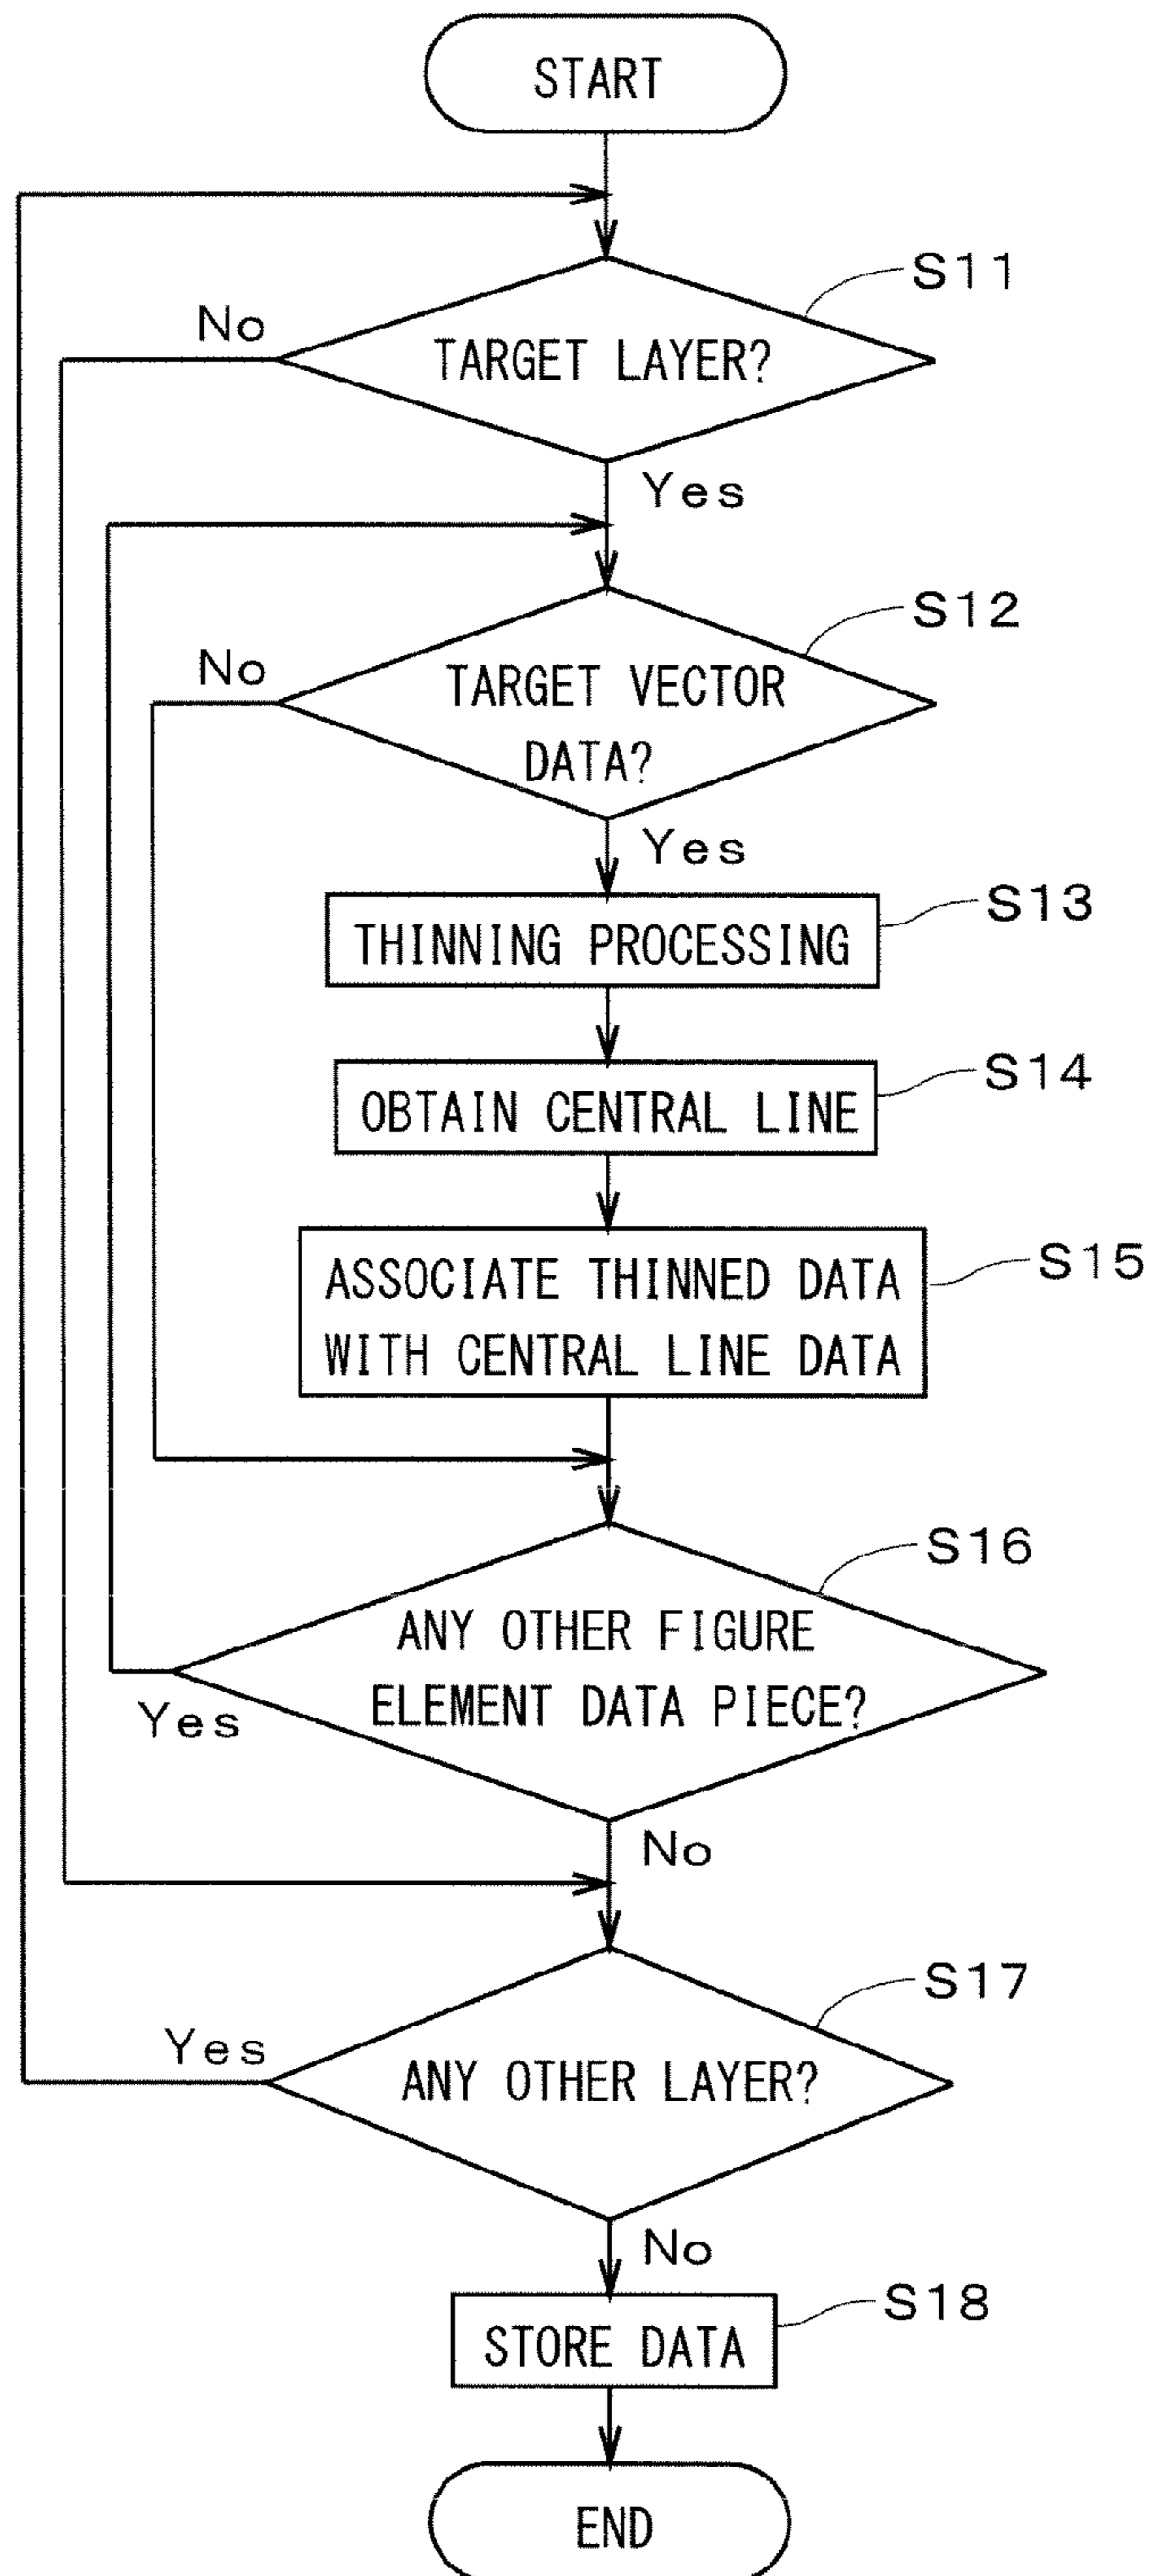 START
S11
No
TARGET LAYER?
Yes
S12
No
TARGET VECTOR
DATA?
Yes
S13
THINNING PROCESSING
S14
OBTAIN CENTRAL LINE
S15
ASSOCIATE THINNED DATA
WITH CENTRAL LINE DATA
S16
ANY OTHER FIGURE
ELEMENT DATA PIECE?
Yes
No
S17
Yes
ANY OTHER LAYER?
No
S18
STORE DATA
END